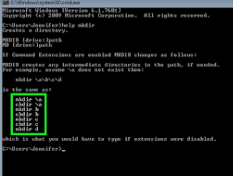 C:\Windows\system32\cmd.exe
Microsoft Windows [Version 6.1.7601]
Copyright (c) 2009 Microsoft Corporation. All rights reserved.
C:\Users\Jennifer>help mkdir
Creates a directory.
MKDIR [drive:]path
MD [drive:]path
If Command Extensions are enabled MKDIR changes as follows:
MKDIR creates any intermediate directories in the path, if needed.
For example, assume \a does not exist then:
mkdir \a\b\c\d
is the same as:
mkdir \a
chdir \a
mkdir b
chdir b
mkdir c
chdir c
mkdir d
which is what you would have to type if extensions were disabled.
C:\Users\Jennifer>_